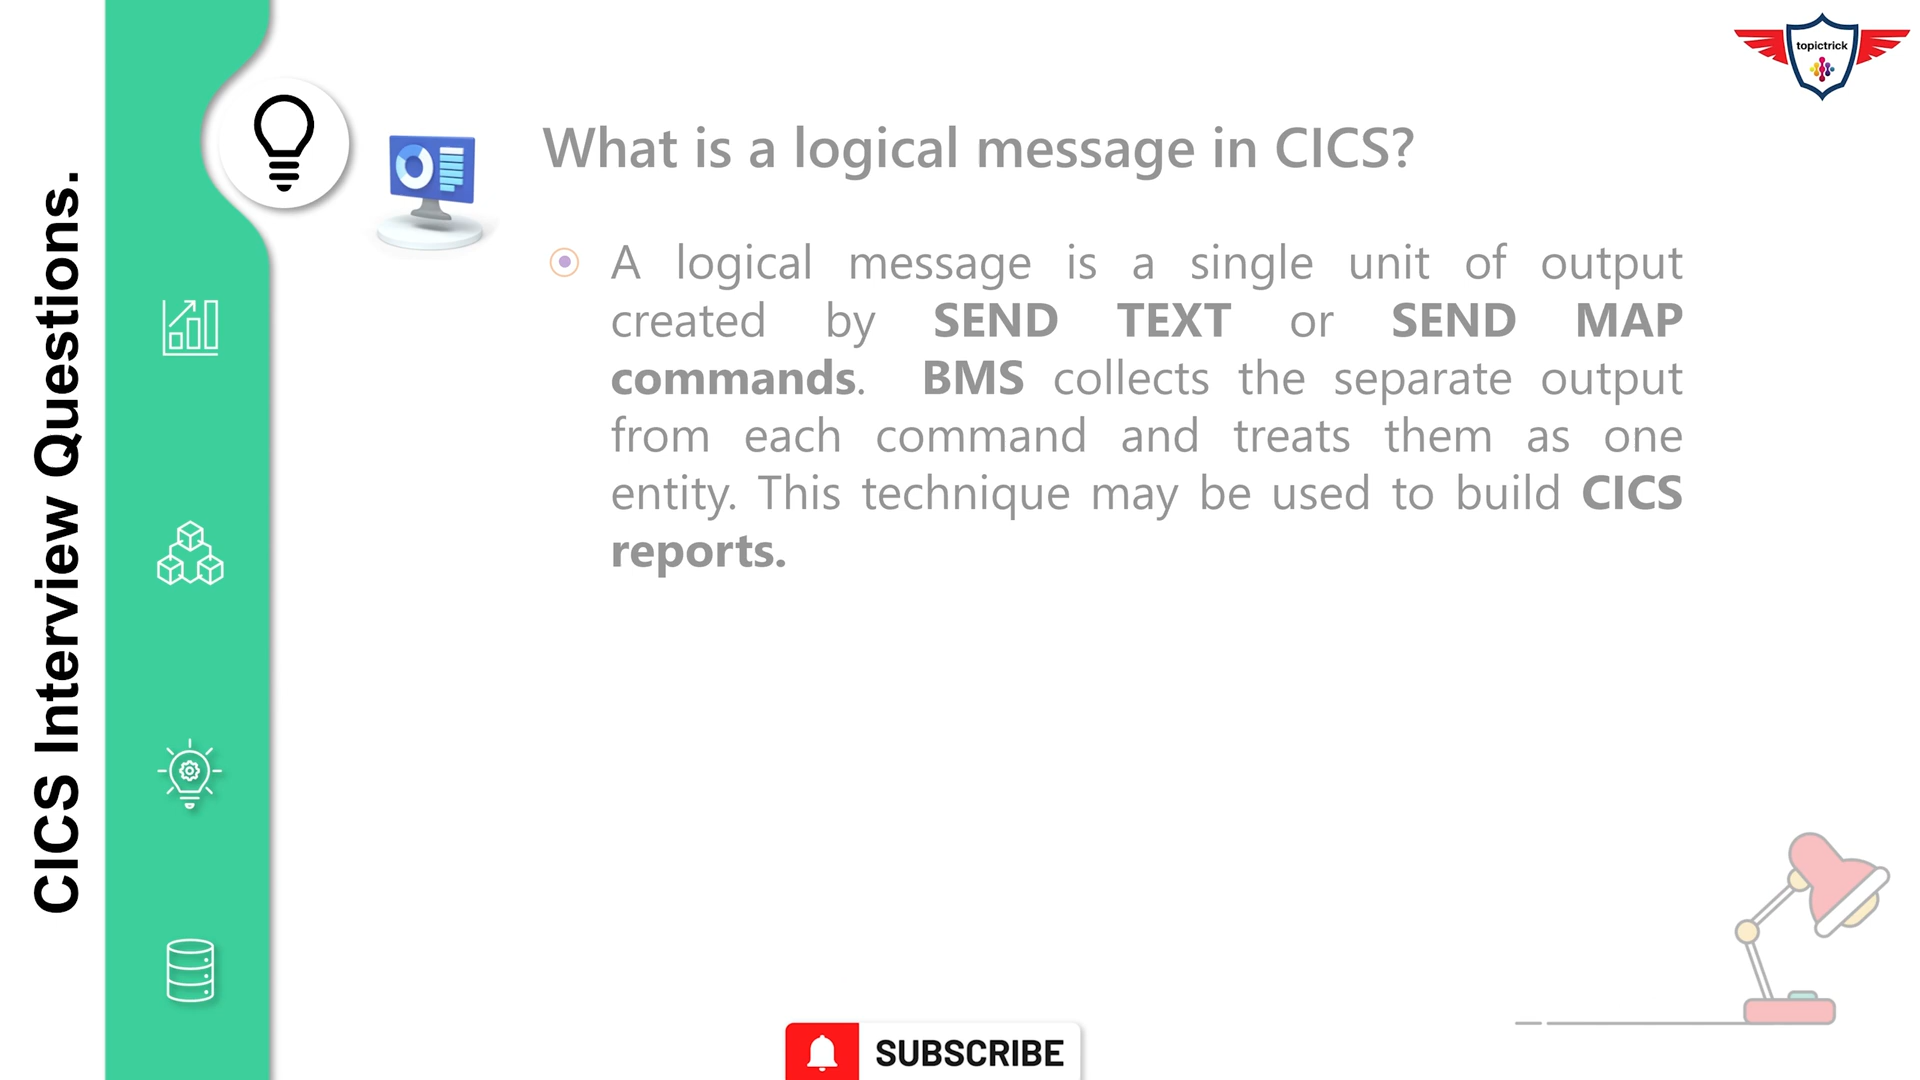 CICS Interview Questions.
topictrick
What is a logical message in CICS?
A logical message is a single unit of output
created by SEND TEXT or SEND MAP
commands. BMS collects the separate output
from each command and treats them as one
entity. This technique may be used to build CICS
reports.
SUBSCRIBE